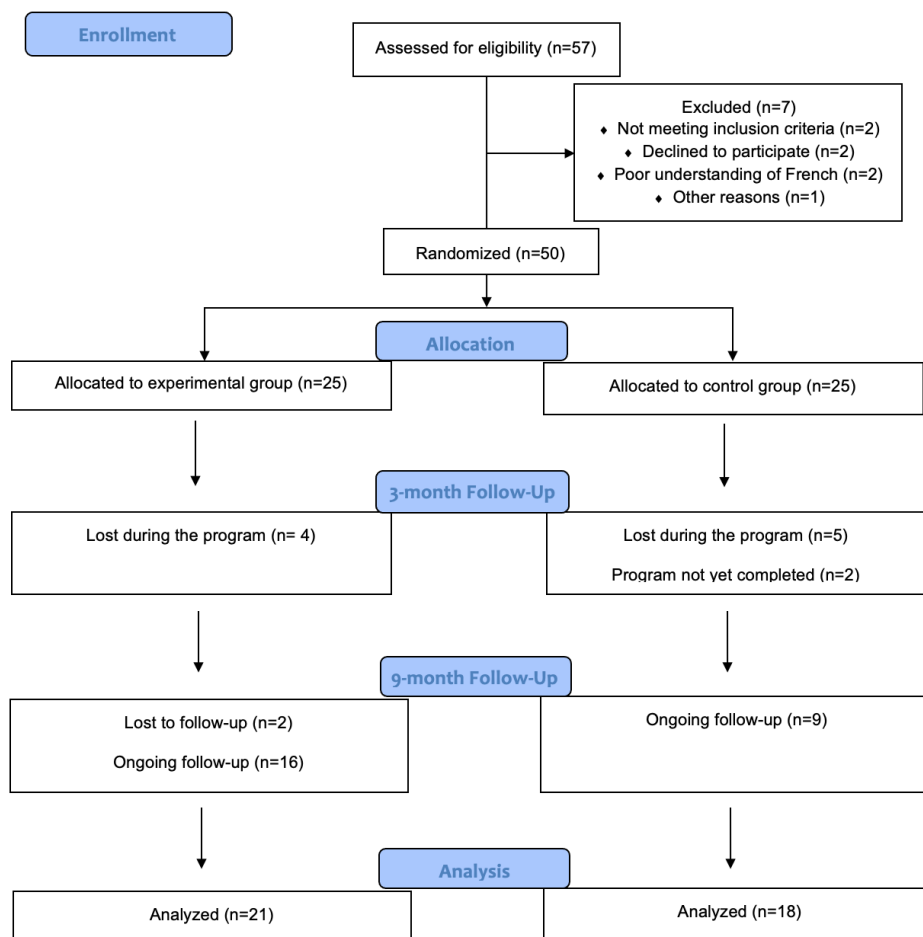 Enrollment
Assessed for eligibility (n=57)
Excluded (n=7)
♦ Not meeting inclusion criteria (n=2)
♦ Declined to participate (n=2)
♦ Poor understanding of French (n=2)
♦ Other reasons (n=1)
Randomized (n=50)
Allocation
Allocated to experimental group (n=25)
Allocated to control group (n=25)
3-month Follow-Up
Lost during the program (n= 4)
Lost during the program (n=5)
Program not yet completed (n=2)
9-month Follow-Up
Lost to follow-up (n=2)
Ongoing follow-up (n=16)
Ongoing follow-up (n=9)
Analysis
Analyzed (n=21)
Analyzed (n=18)